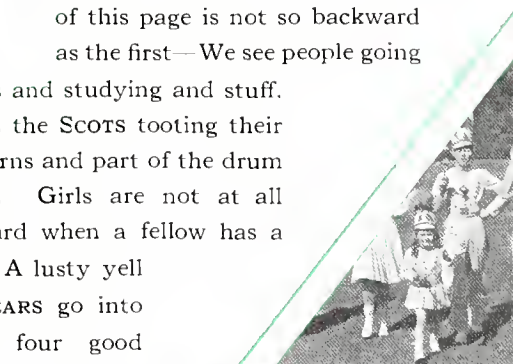 of this page is not so backward
as the first—We see people going
and studying and stuff.
the SCOTS tooting their
rns and part of the drum
Girls are not at all
ard when a fellow has a
A lusty yell
EARS go into
four good